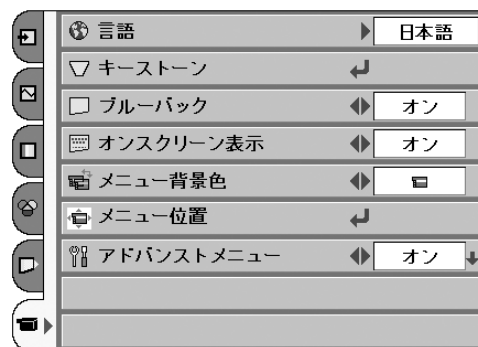 言語 日本語
キーストーン
ブルーバック オン
オンスクリーン表示 オン
メニュー背景色
メニュー位置
アドバンストメニュー オン